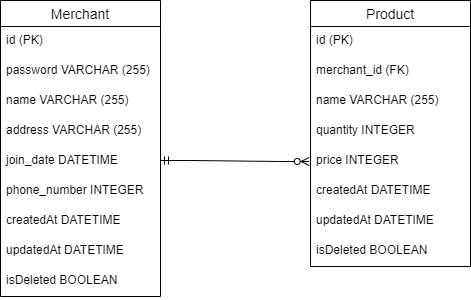 Merchant
id (PK)
password VARCHAR (255)
name VARCHAR (255)
address VARCHAR (255)
join_date DATETIME
phone_number INTEGER
createdAt DATETIME
updatedAt DATETIME
isDeleted BOOLEAN
Product
id (PK)
merchant_id (FK)
name VARCHAR (255)
quantity INTEGER
price INTEGER
createdAt DATETIME
updatedAt DATETIME
isDeleted BOOLEAN